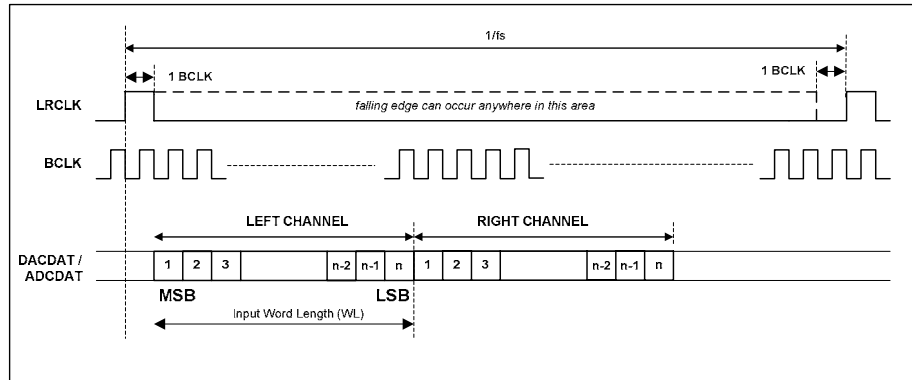 1/fs
1 BCLK
1 BCLK
LRCLK
falling edge can occur anywhere in this area
BCLK
LEFT CHANNEL
RIGHT CHANNEL
DACDAT /
ADCDAT
1 2 3 n-2 n-1 n 1 2 3 n-2 n-1 n
MSB LSB
Input Word Length (WL)